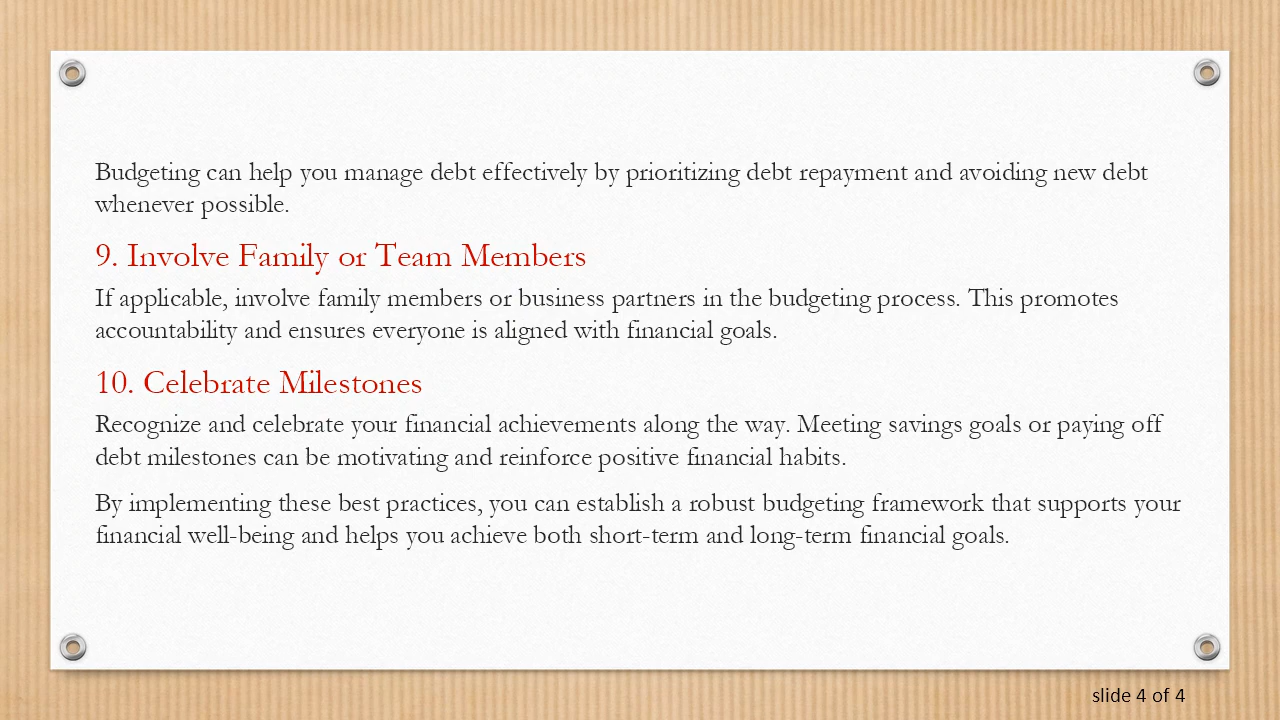 Budgeting can help you manage debt effectively by prioritizing debt repayment and avoiding new debt
whenever possible.
9. Involve Family or Team Members
If applicable, involve family members or business partners in the budgeting process. This promotes
accountability and ensures everyone is aligned with financial goals.
10. Celebrate Milestones
Recognize and celebrate your financial achievements along the way. Meeting savings goals or paying off
debt milestones can be motivating and reinforce positive financial habits.
By implementing these best practices, you can establish a robust budgeting framework that supports your
financial well-being and helps you achieve both short-term and long-term financial goals.
slide 4 of 4